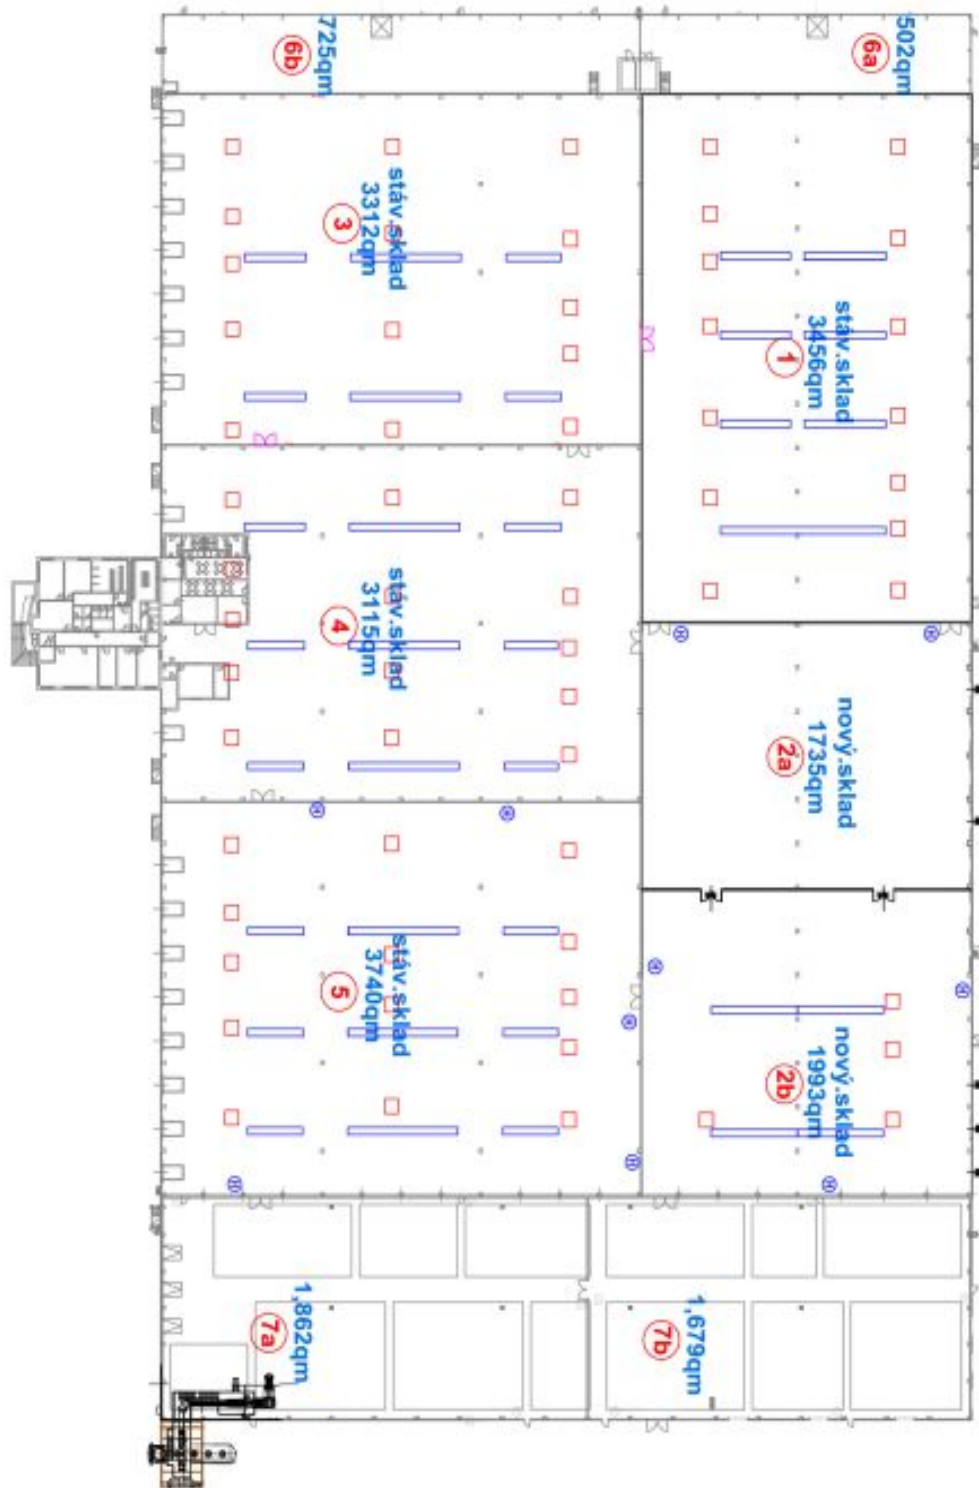 725qm
6b
502qm
6a
stáv.sklad
3312qm
3
stáv.sklad
3456qm
1
stáv.sklad
3115qm
4
nový.sklad
1735qm
2a
stáv.sklad
3740qm
5
nový.sklad
1993qm
2b
1,862qm
7a
1,679qm
7b